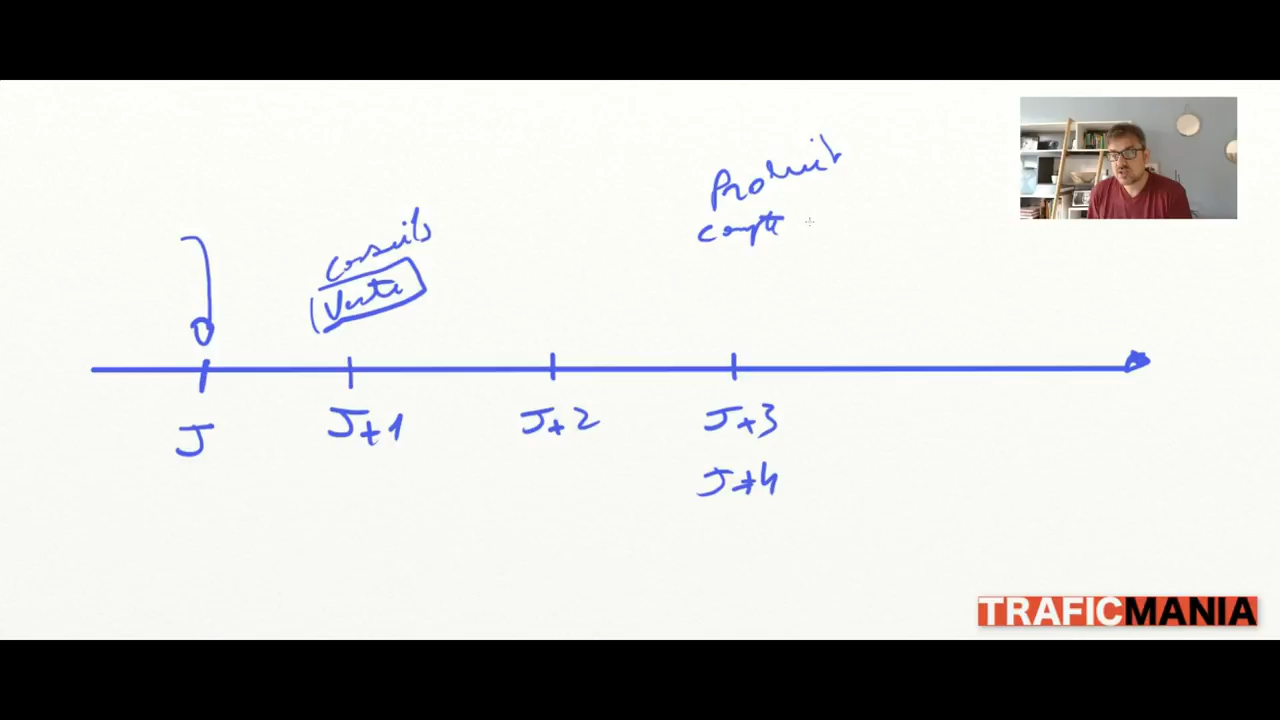 Produit
compte
conseils
Vente
J
J+1
J+2
J+3
J+4
TRAFICMANIA